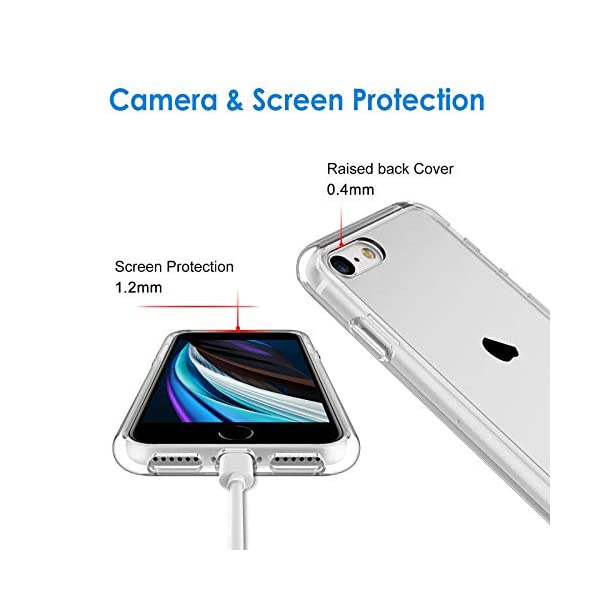 Camera & Screen Protection
Raised back Cover
0.4mm
Screen Protection
1.2mm